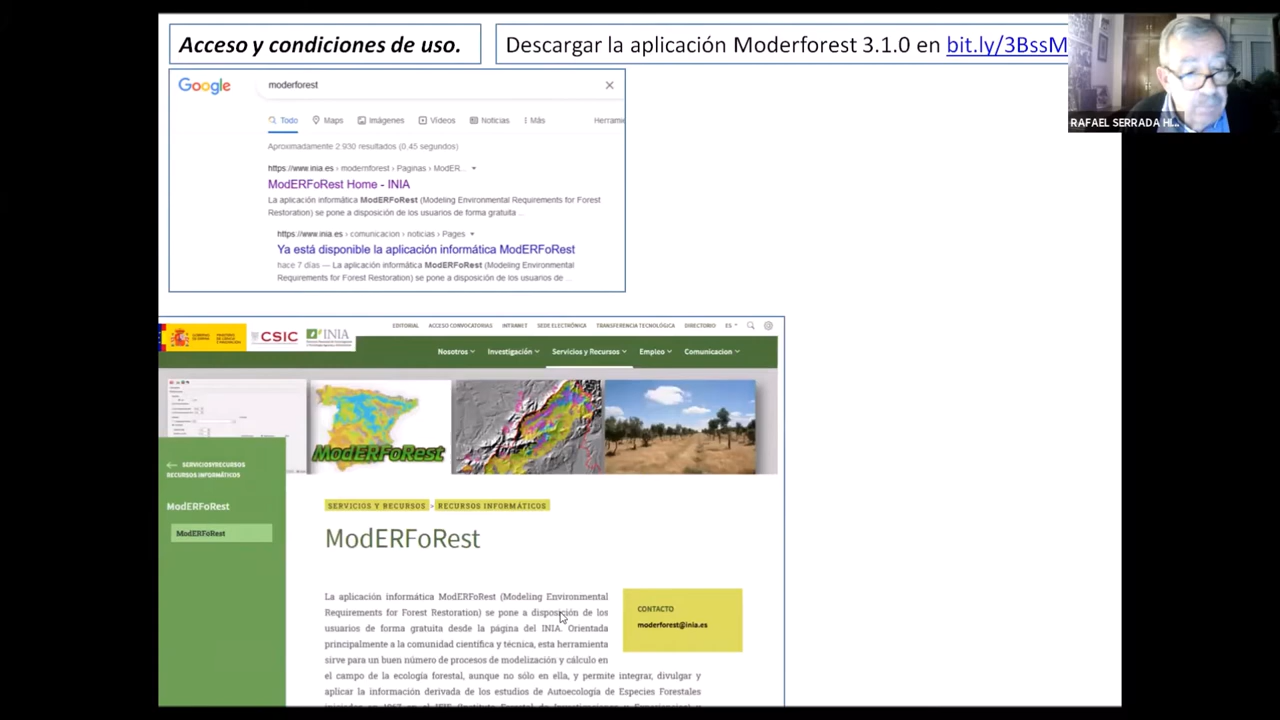 Acceso y condiciones de uso.
Descargar la aplicación Moderforest 3.1.0 en bit.ly/3BssM
RAFAEL SERRADA HI...
Google
moderforest
Todo Maps Imágenes Vídeos Noticias Más Herramie
Aproximadamente 2 930 resultados (0.45 segundos)
https://www.inia.es › modernforest › Paginas › ModER...
ModERFoRest Home - INIA
La aplicación informática ModERFoRest (Modeling Environmental Requirements for Forest
Restoration) se pone a disposición de los usuarios de forma gratuita ...
https://www.inia.es › comunicacion › noticias › Pages
Ya está disponible la aplicación informática ModERFoRest
hace 7 días — La aplicación informática ModERFoRest (Modeling Environmental
Requirements for Forest Restoration) se pone a disposición de los usuarios de ...
EDITORIAL ACCESO CONVOCATORIAS INTRANET SEDE ELECTRÓNICA TRANSFERENCIA TECNOLÓGICA DIRECTORIO ES
CSIC INIA
Nosotros Investigación Servicios y Recursos Empleo Comunicacion
ModERFoRest
SERVICIOSYRECURSOS
RECURSOS INFORMÁTICOS
ModERFoRest
ModERFoRest
SERVICIOS Y RECURSOS > RECURSOS INFORMÁTICOS
ModERFoRest
La aplicación informática ModERFoRest (Modeling Environmental
Requirements for Forest Restoration) se pone a disposición de los
usuarios de forma gratuita desde la página del INIA. Orientada
principalmente a la comunidad científica y técnica, esta herramienta
sirve para un buen número de procesos de modelización y cálculo en
el campo de la ecología forestal, aunque no sólo en ella, y permite integrar, divulgar y
aplicar la información derivada de los estudios de Autoecología de Especies Forestales
CONTACTO
moderforest@inia.es